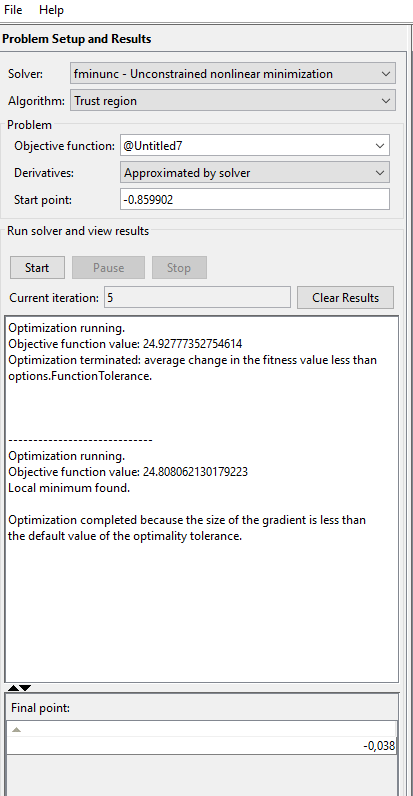 File Help
Problem Setup and Results
Solver: fminunc - Unconstrained nonlinear minimization
Algorithm: Trust region
Problem
Objective function: @Untitled7
Derivatives: Approximated by solver
Start point: -0.859902
Run solver and view results
Start Pause Stop
Current iteration: 5 Clear Results
Optimization running.
Objective function value: 24.92777352754614
Optimization terminated: average change in the fitness value less than
options.FunctionTolerance.
-----------------------------
Optimization running.
Objective function value: 24.808062130179223
Local minimum found.
Optimization completed because the size of the gradient is less than
the default value of the optimality tolerance.
Final point:
-0,038